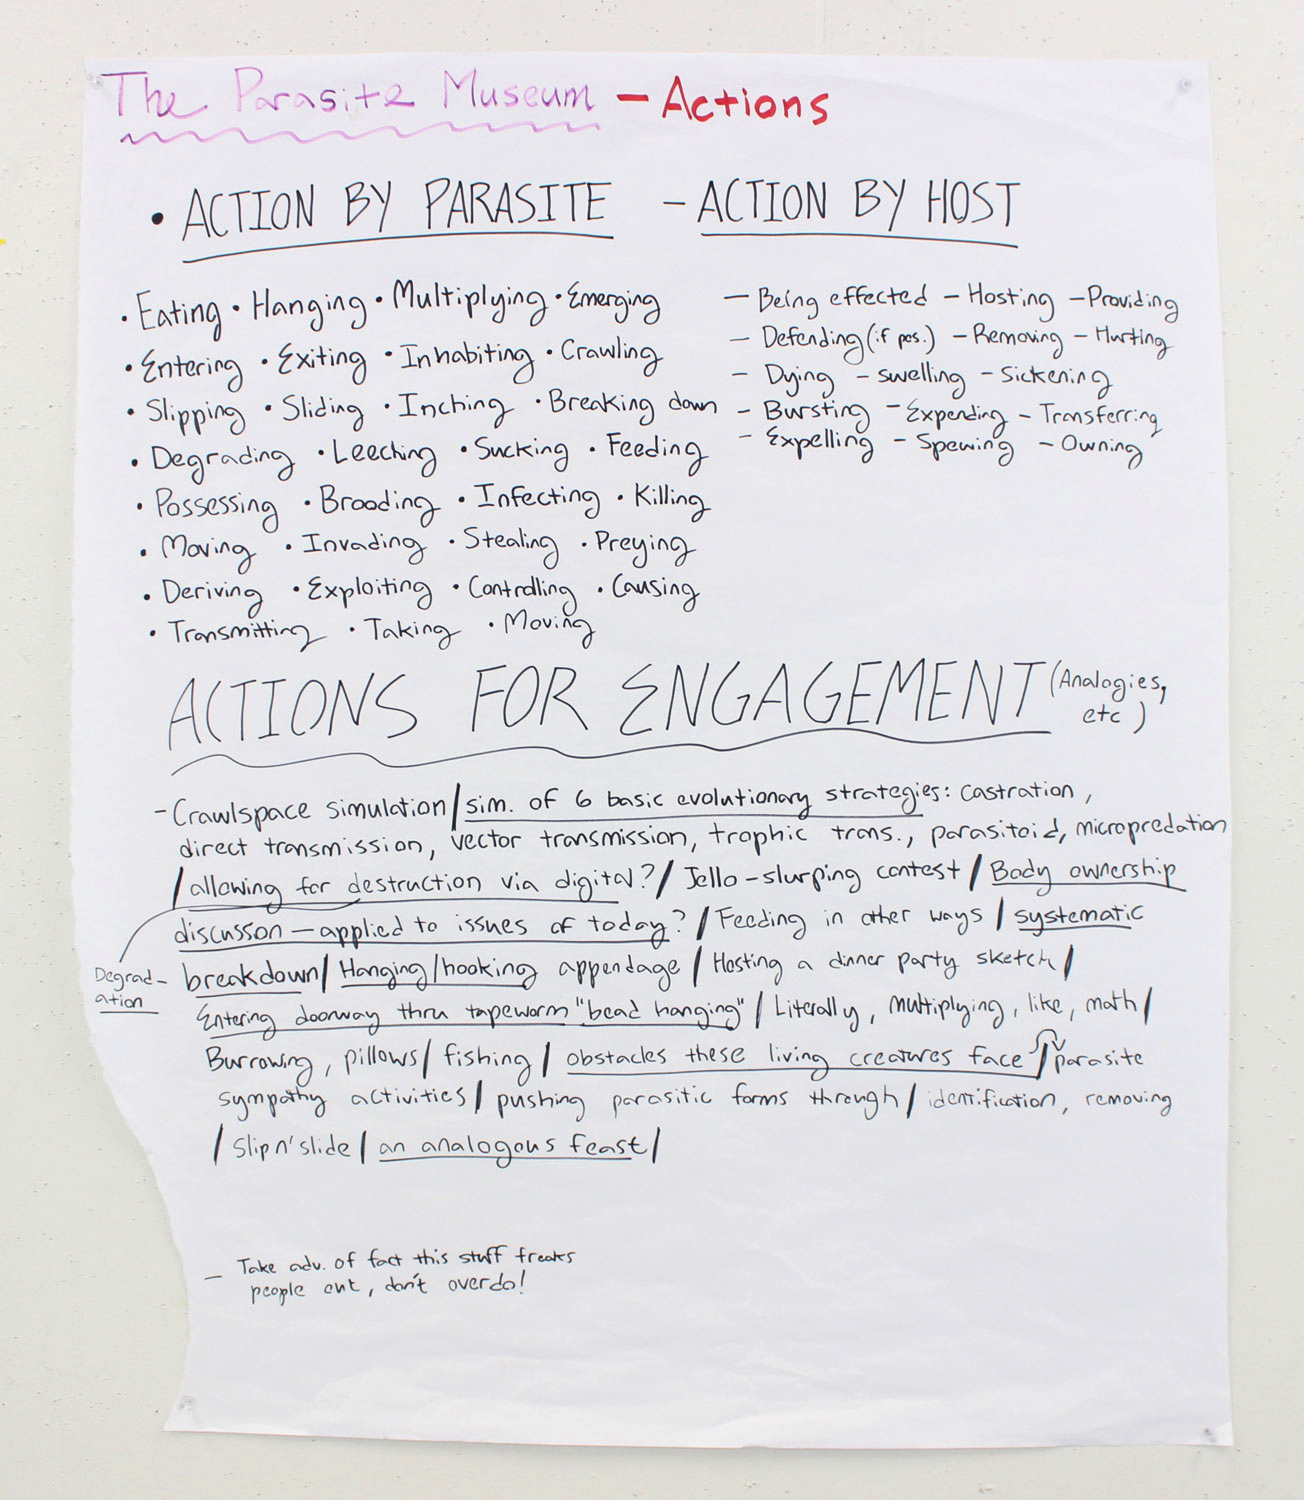 The Parasite Museum – Actions
• ACTION BY PARASITE
• Eating • Hanging • Multiplying • Emerging
• Entering • Exiting • Inhabiting • Crawling
• Slipping • Sliding • Inching • Breaking down
• Degrading • Leeching • Sucking • Feeding
• Possessing • Brooding • Infecting • Killing
• Moving • Invading • Stealing • Preying
• Deriving • Exploiting • Controlling • Causing
• Transmitting • Taking • Moving
– ACTION BY HOST
– Being effected – Hosting – Providing
– Defending (if pos.) – Removing – Hurting
– Dying – swelling – Sickening
– Bursting – Expending – Transferring
– Expelling – Spewing – Owning
ACTIONS FOR ENGAGEMENT (Analogies,
etc)
- Crawlspace simulation / sim. of 6 basic evolutionary strategies: castration,
direct transmission, vector transmission, trophic trans., parasitoid, micropredation
/ allowing for destruction via digital? / Jello-slurping contest / Body ownership
discusson – applied to issues of today? / Feeding in other ways / systematic
breakdown / Hanging/hooking appendage / Hosting a dinner party sketch /
Degrad-
ation
Entering doorway thru tapeworm "bead hanging" / Literally, multiplying, like, math /
Burrowing, pillows / fishing / obstacles these living creatures face / parasite
sympathy activities / pushing parasitic forms through / identification, removing
/ slip n' slide / an analogous feast /
– Take adv. of fact this stuff freaks
people out, don't overdo!